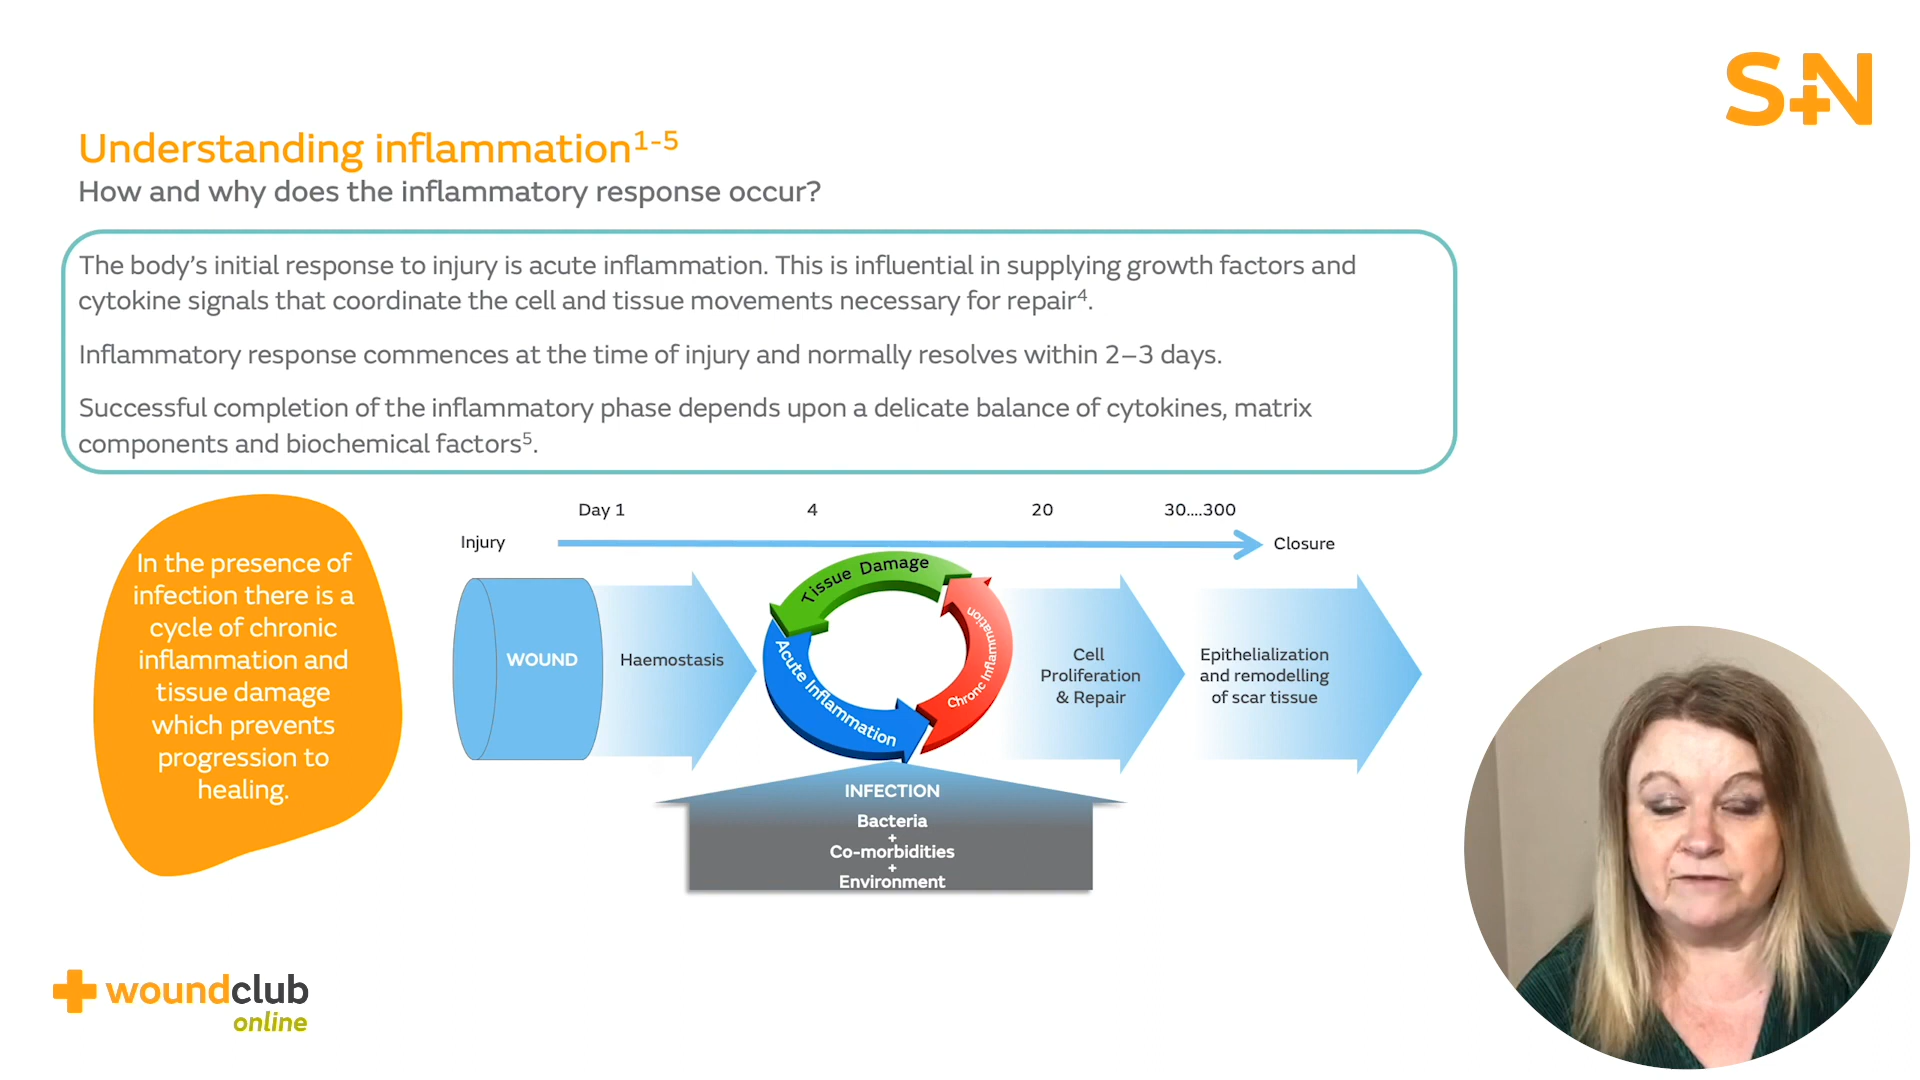 S+N
Understanding inflammation1-5
How and why does the inflammatory response occur?
The body's initial response to injury is acute inflammation. This is influential in supplying growth factors and
cytokine signals that coordinate the cell and tissue movements necessary for repair4.
Inflammatory response commences at the time of injury and normally resolves within 2–3 days.
Successful completion of the inflammatory phase depends upon a delicate balance of cytokines, matrix
components and biochemical factors5.
In the presence of
infection there is a
cycle of chronic
inflammation and
tissue damage
which prevents
progression to
healing.
Day 1
4
20
30....300
Injury
Closure
WOUND
Haemostasis
Tissue Damage
Acute Inflammation
Chronc Inflammation
Cell
Proliferation
& Repair
Epithelialization
and remodelling
of scar tissue
INFECTION
Bacteria
+
Co-morbidities
+
Environment
woundclub
online